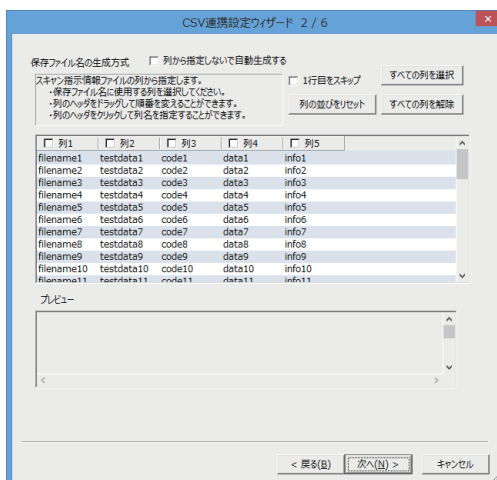 CSV連携設定ウィザード 2 / 6
×
保存ファイル名の生成方式 列から指定しないで自動生成する
スキャン指示情報ファイルの列から指定します。
・保存ファイル名に使用する列を選択してください。
・列のヘッダをドラッグして順番を変えることができます。
・列のヘッダをクリックして列名を指定することができます。
1行目をスキップ すべての列を選択
列の並びをリセット すべての列を解除
列1 列2 列3 列4 列5
filename1 testdata1 code1 data1 info1
filename2 testdata2 code2 data2 info2
filename3 testdata3 code3 data3 info3
filename4 testdata4 code4 data4 info4
filename5 testdata5 code5 data5 info5
filename6 testdata6 code6 data6 info6
filename7 testdata7 code7 data7 info7
filename8 testdata8 code8 data8 info8
filename9 testdata9 code9 data9 info9
filename10 testdata10 code10 data10 info10
filename11 testdata11 code11 data11 info11
プレビュー
< 戻る(B) 次へ(N) > キャンセル